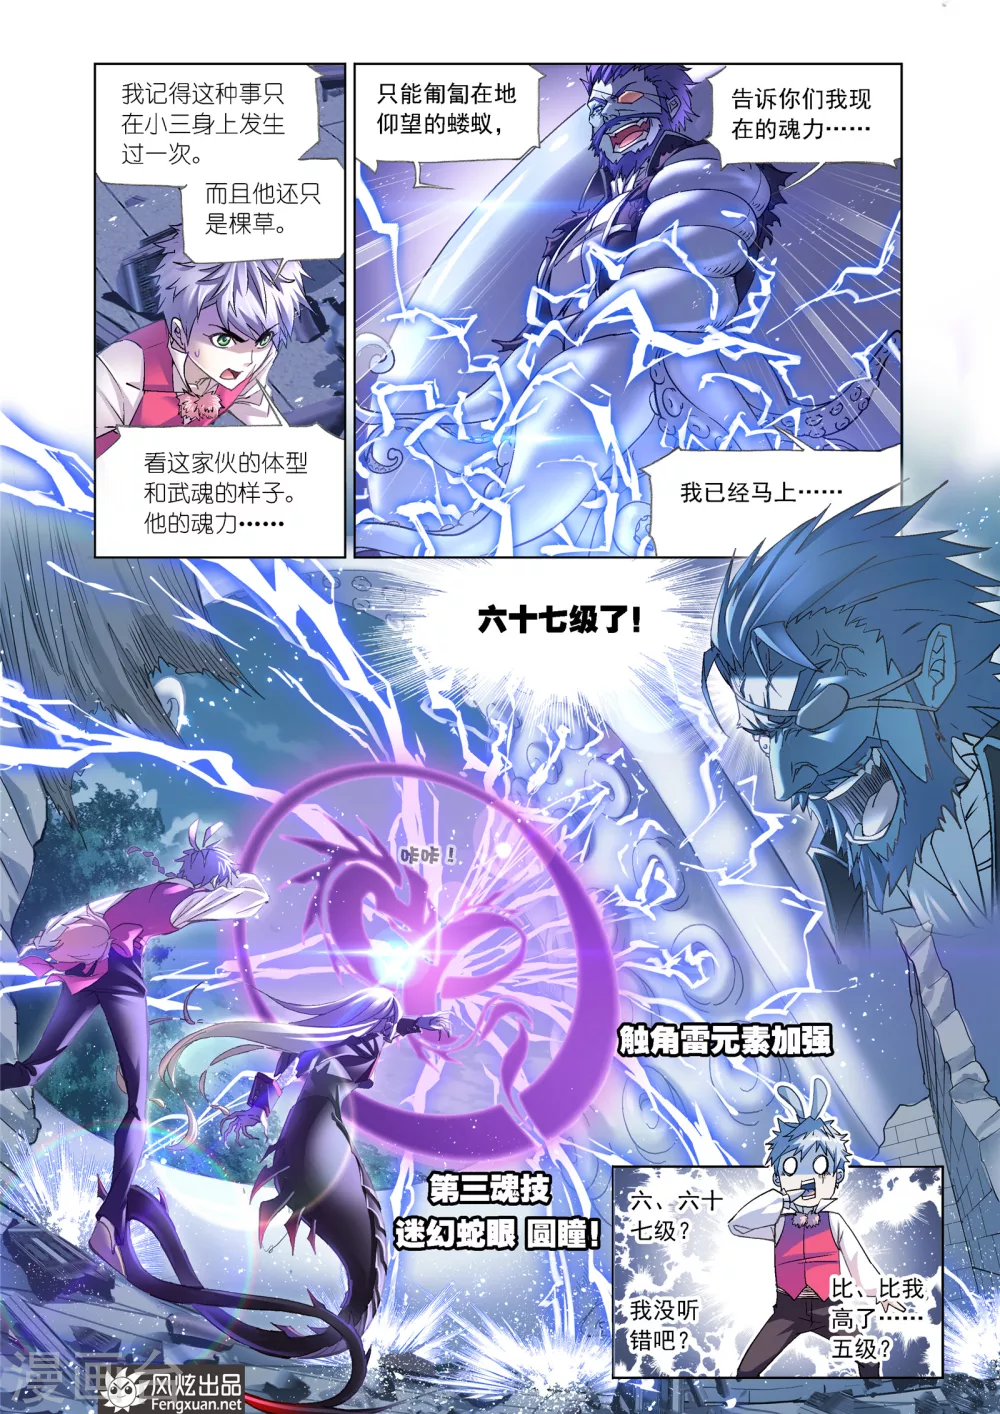 我记得这种事只
在小三身上发生
过一次。
而且他还只
是棵草。
看这家伙的体型
和武魂的样子。
他的魂力……
只能匍匐在地
仰望的蝼蚁，
告诉你们我现
在的魂力……
我已经马上……
六十七级了！
咔咔！
触角雷元素加强
第三魂技
迷幻蛇眼 圆瞳！
六、六十
七级？
我没听
错吧？
比、比我
高了……
五级？
漫画台
风炫出品
Fengxuan.net